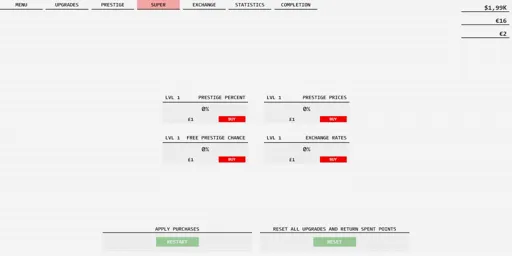 MENU UPGRADES PRESTIGE SUPER EXCHANGE STATISTICS COMPLETION
$1,99K
€16
£2
LVL 1 PRESTIGE PERCENT LVL 1 PRESTIGE PRICES
0% 0%
£1 BUY £1 BUY
LVL 1 FREE PRESTIGE CHANCE LVL 1 EXCHANGE RATES
0% 0%
£1 BUY £1 BUY
APPLY PURCHASES RESET ALL UPGRADES AND RETURN SPENT POINTS
RESTART RESET